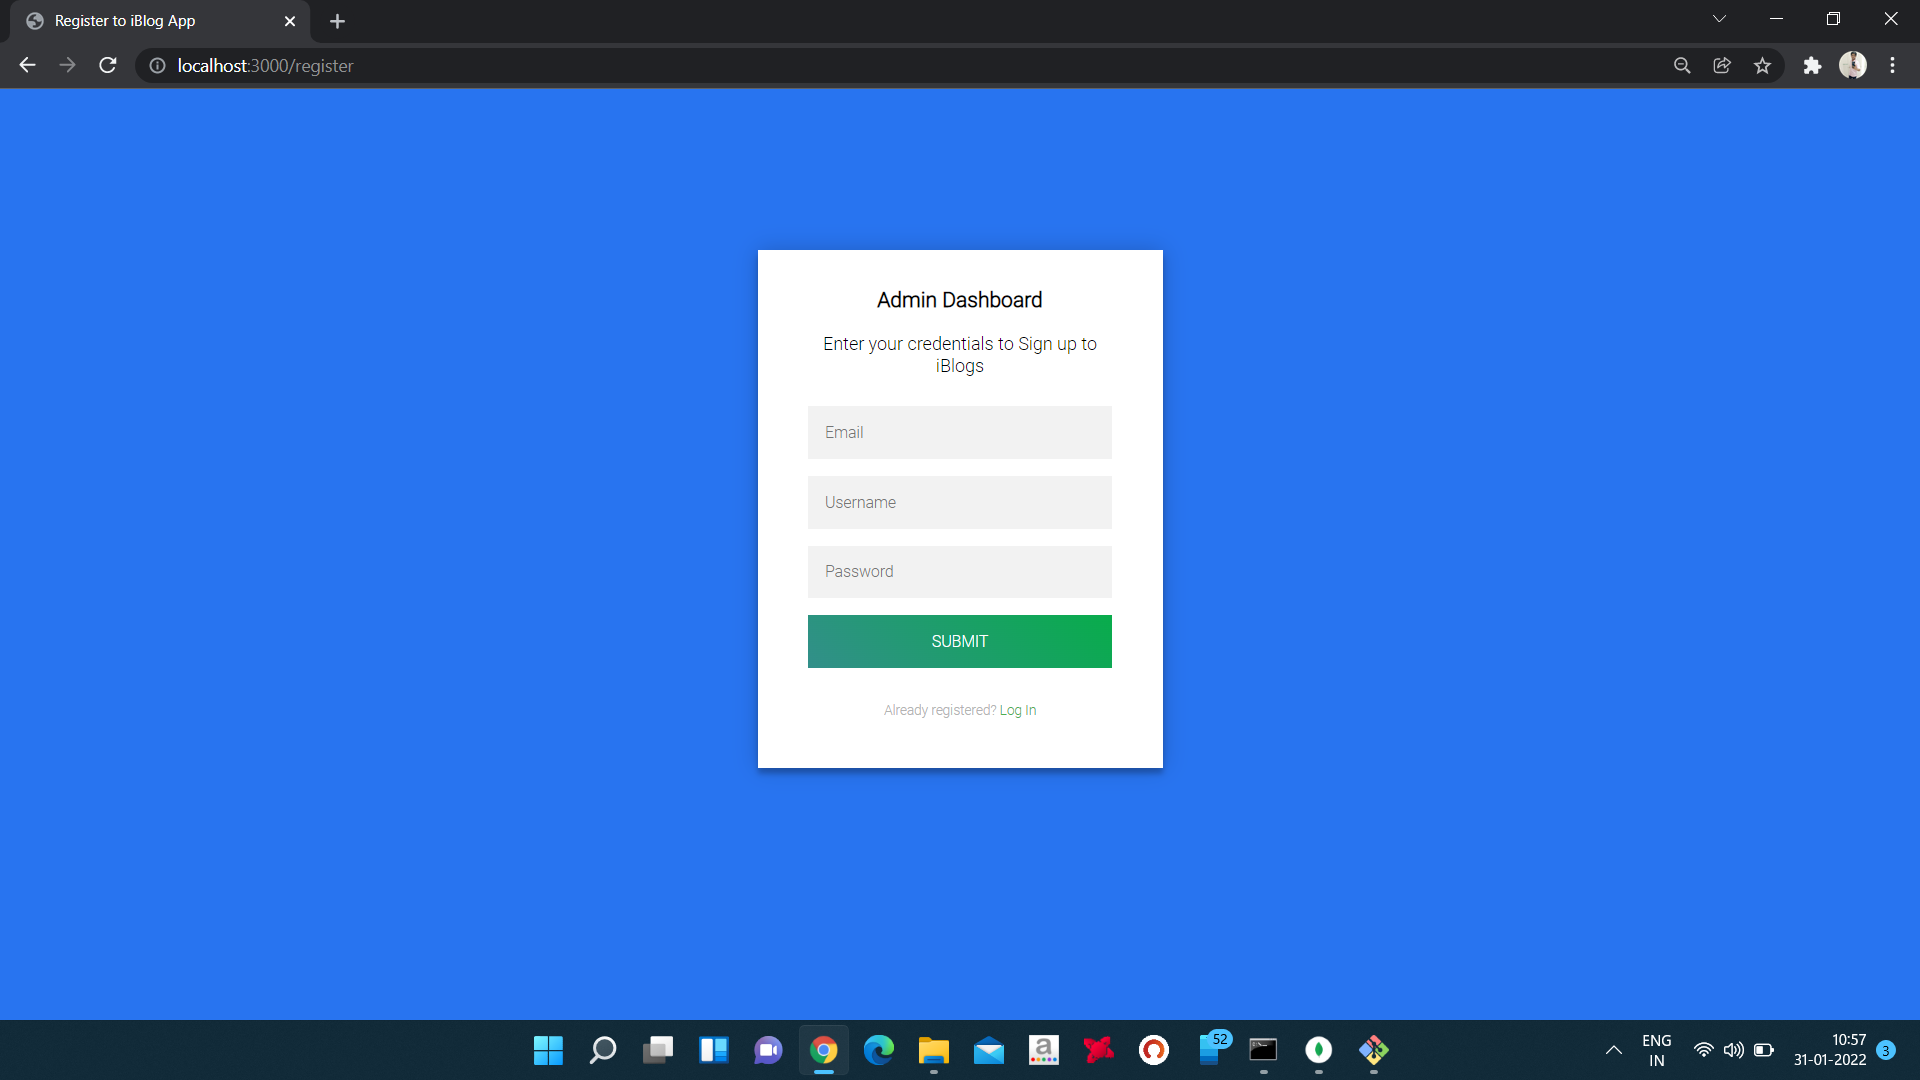 Register to iBlog App
localhost:3000/register
Admin Dashboard
Enter your credentials to Sign up to
iBlogs
Email
Username
Password
SUBMIT
Already registered? Log In
a
52
ENG
IN
10:57
31-01-2022
3